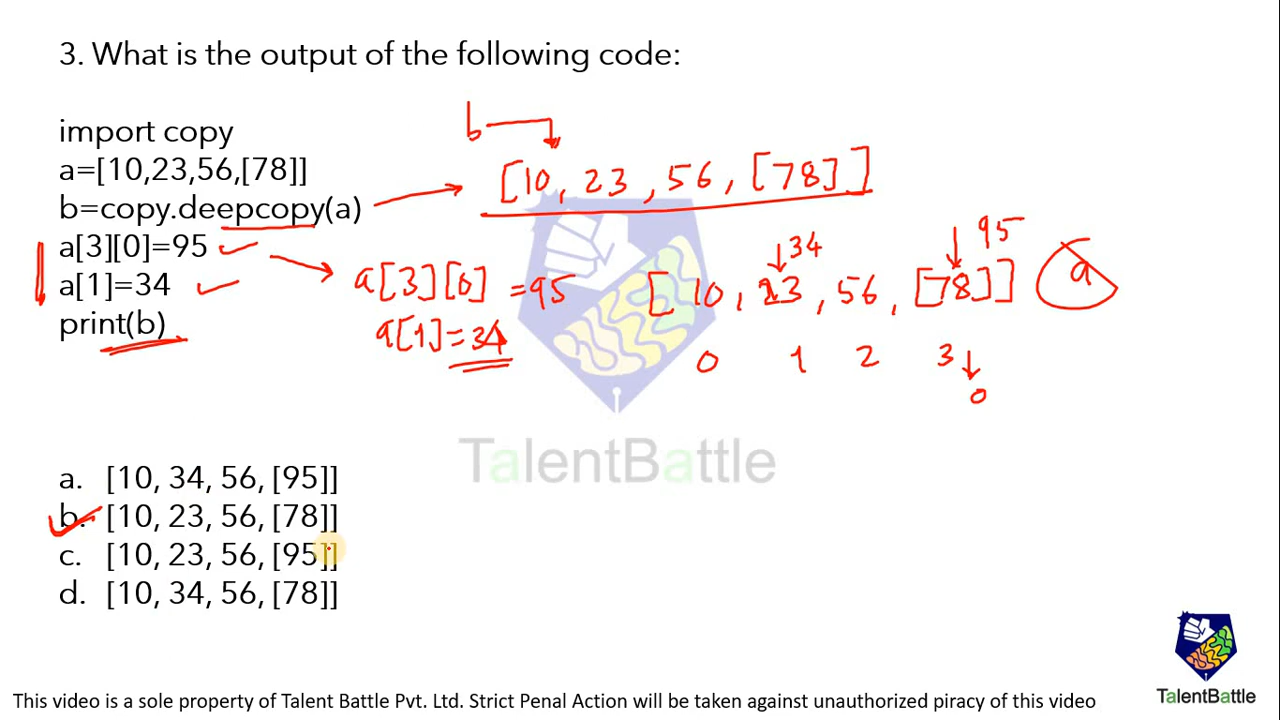 3. What is the output of the following code:
import copy
a=[10,23,56,[78]]
b=copy.deepcopy(a)
a[3][0]=95
a[1]=34
print(b)
b
[10, 23, 56, [78]]
a[3][0] =95
a[1]=34
34
95
[10, 23, 56, [78]] a
0 1 2 3
0
TalentBattle
a. [10, 34, 56, [95]]
b. [10, 23, 56, [78]]
c. [10, 23, 56, [95]]
d. [10, 34, 56, [78]]
TalentBattle
This video is a sole property of Talent Battle Pvt. Ltd. Strict Penal Action will be taken against unauthorized piracy of this video